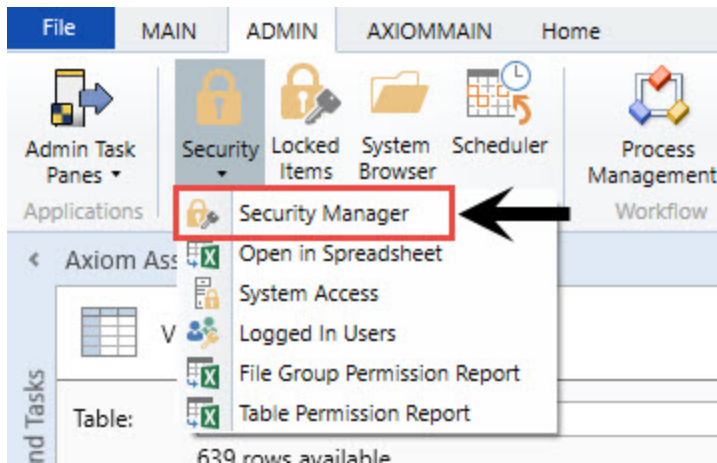 File MAIN ADMIN AXIOMMAIN Home
Admin Task Panes Security Locked Items System Browser Scheduler Process Management
Applications Workflow
Security Manager
Axiom Ass
Open in Spreadsheet
System Access
V
Logged In Users
File Group Permission Report
Table: Table Permission Report
639 rows available
nd Tasks